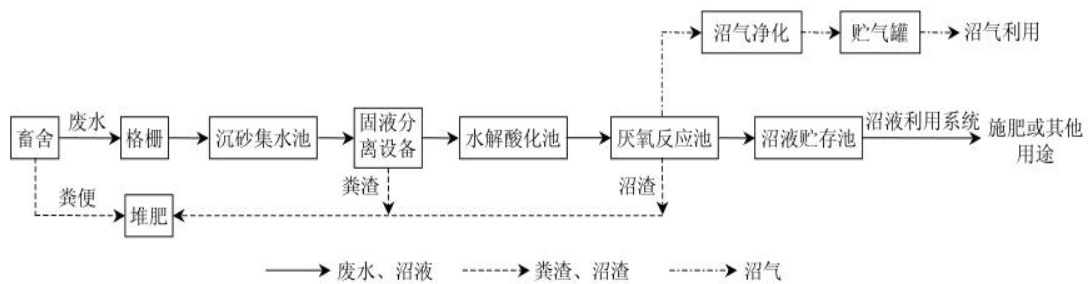 沼气净化
贮气罐
沼气利用
畜舍
废水
格栅
沉砂集水池
固液分
离设备
水解酸化池
厌氧反应池
沼液贮存池
沼液利用系统
施肥或其他
用途
粪便
堆肥
粪渣
沼渣
废水、沼液
粪渣、沼渣
沼气